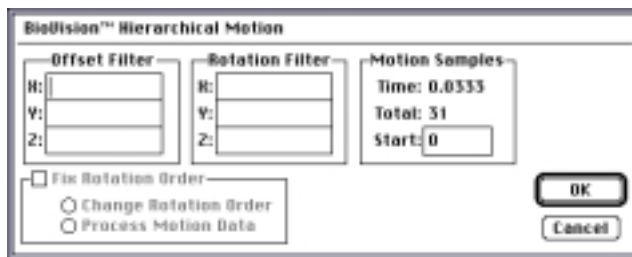 BioVision™ Hierarchical Motion
Offset Filter
X:
Y:
Z:
Rotation Filter
X:
Y:
Z:
Motion Samples
Time: 0.0333
Total: 31
Start: 0
Fix Rotation Order
Change Rotation Order
Process Motion Data
OK
Cancel